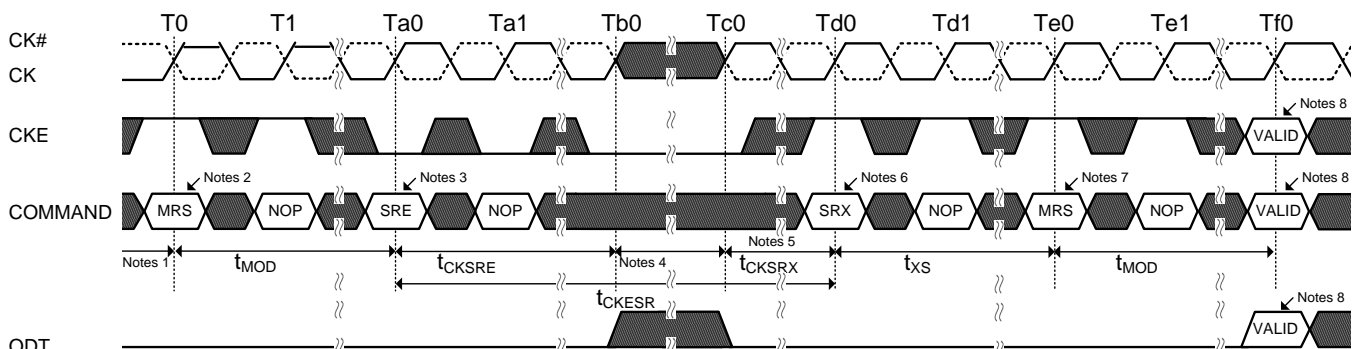 T0 T1 Ta0 Ta1 Tb0 Tc0 Td0 Td1 Te0 Te1 Tf0
CK#
CK
Notes 8
CKE VALID
Notes 2 Notes 3 Notes 6 Notes 7 Notes 8
COMMAND MRS NOP SRE NOP SRX NOP MRS NOP VALID
Notes 1 tMOD tCKSRE Notes 4 Notes 5 tCKSRX tXS tMOD
tCKESR
Notes 8
ODT VALID